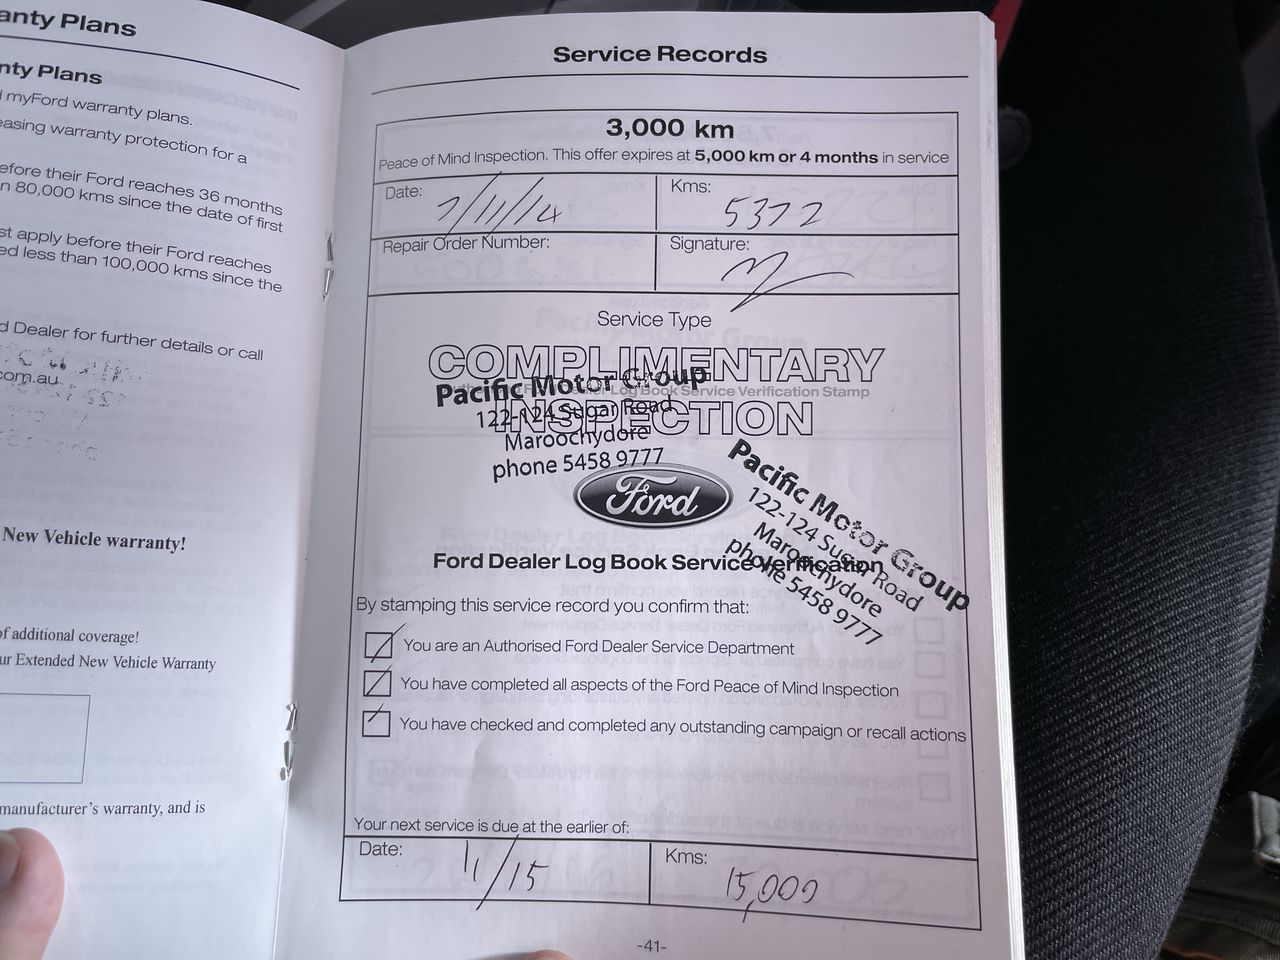 anty Plans
nty Plans
myFord warranty plans.
easing warranty protection for a
efore their Ford reaches 36 months
n 80,000 kms since the date of first
st apply before their Ford reaches
ed less than 100,000 kms since the
d Dealer for further details or call
com.au
New Vehicle warranty!
of additional coverage!
ur Extended New Vehicle Warranty
manufacturer's warranty, and is
Service Records
3,000 km
Peace of Mind Inspection. This offer expires at 5,000 km or 4 months in service
Date: 7/11/14
Kms: 5372
Repair Order Number:
Signature:
Service Type
COMPLIMENTARY
INSPECTION
Dealer Log Book Service Verification Stamp
Pacific Motor Group
122-124 Sugar Road
Maroochydore
phone 5458 9777
Ford
Pacific Motor Group
122-124 Sugar Road
Maroochydore
phone 5458 9777
Ford Dealer Log Book Service Verification
By stamping this service record you confirm that:
You are an Authorised Ford Dealer Service Department
You have completed all aspects of the Ford Peace of Mind Inspection
You have checked and completed any outstanding campaign or recall actions
Your next service is due at the earlier of:
Date: 11/15
Kms: 15,000
-41-